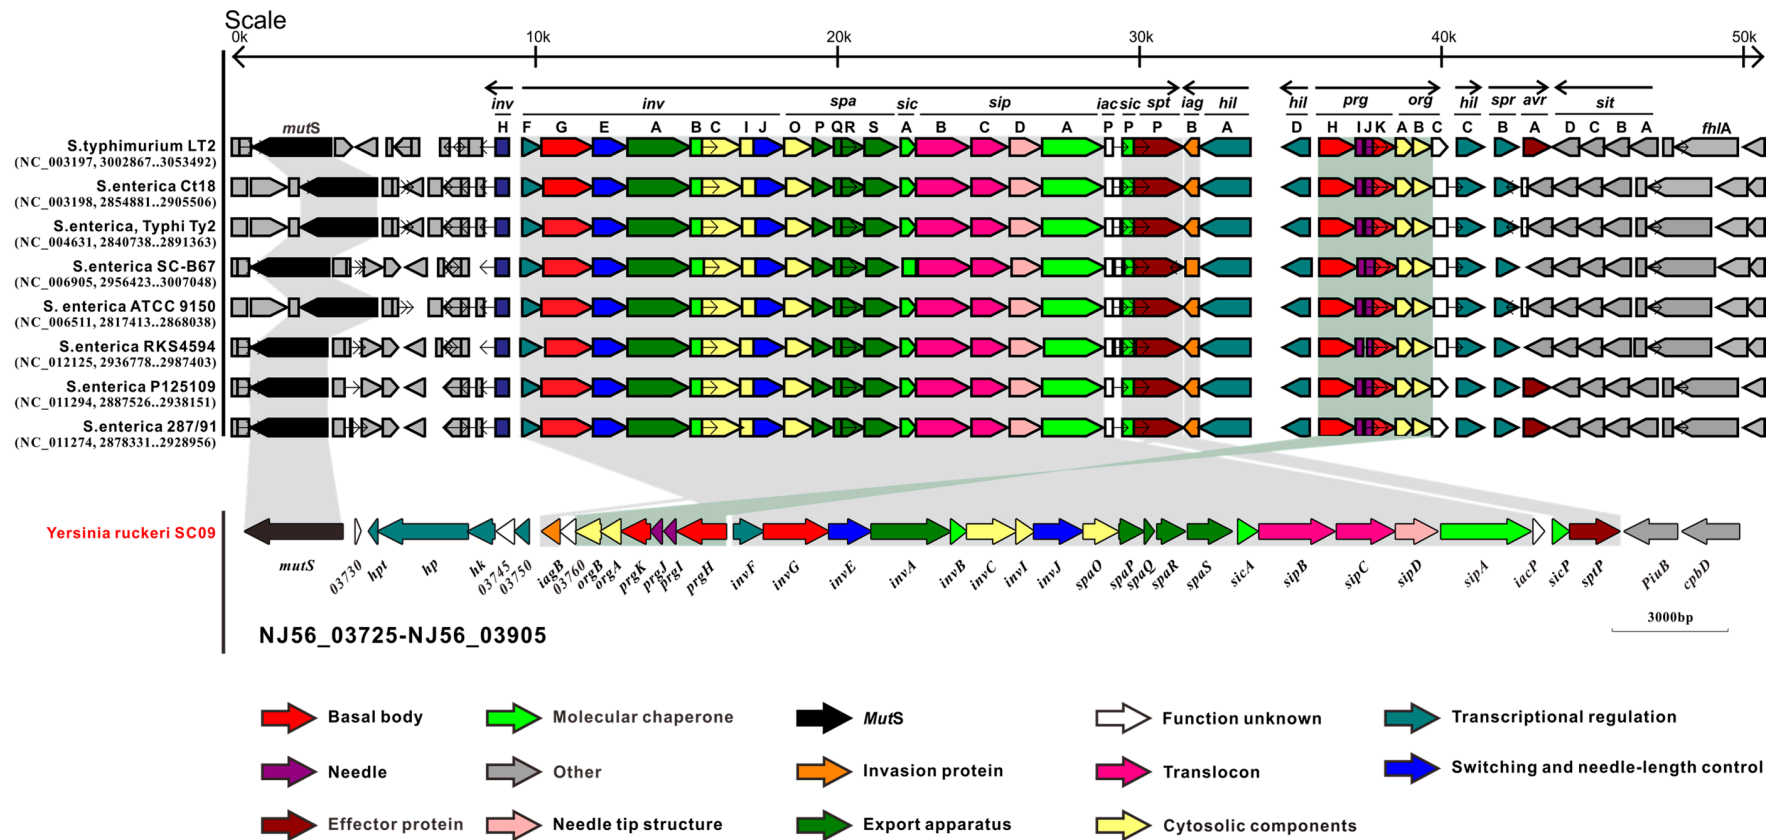 Scale
0k 10k 20k 30k 40k 50k
inv inv spa sic sip iac sic spt iag hil hil prg org hil spr avr sit
mutS H F G E A B C I J O P Q R S A B C D A P P P B A D H I J K A B C C B A D C B A fhlA
S.typhimurium LT2
(NC_003197, 3002867..3053492)
S.enterica Ct18
(NC_003198, 2854881..2905506)
S.enterica, Typhi Ty2
(NC_004631, 2840738..2891363)
S.enterica SC-B67
(NC_006905, 2956423..3007048)
S. enterica ATCC 9150
(NC_006511, 2817413..2868038)
S.enterica RKS4594
(NC_012125, 2936778..2987403)
S.enterica P125109
(NC_011294, 2887526..2938151)
S.enterica 287/91
(NC_011274, 2878331..2928956)
Yersinia ruckeri SC09
mutS 03730 hpt hp hk 03745 03750 iagB 03760 orgB orgA prgK prgJ prgI prgH invF invG invE invA invB invC invI invJ spaO spaP spaQ spaR spaS sicA sipB sipC sipD sipA iacP sicP sptP PiuB cpbD
3000bp
NJ56_03725-NJ56_03905
Basal body Molecular chaperone MutS Function unknown Transcriptional regulation
Needle Other Invasion protein Translocon Switching and needle-length control
Effector protein Needle tip structure Export apparatus Cytosolic components